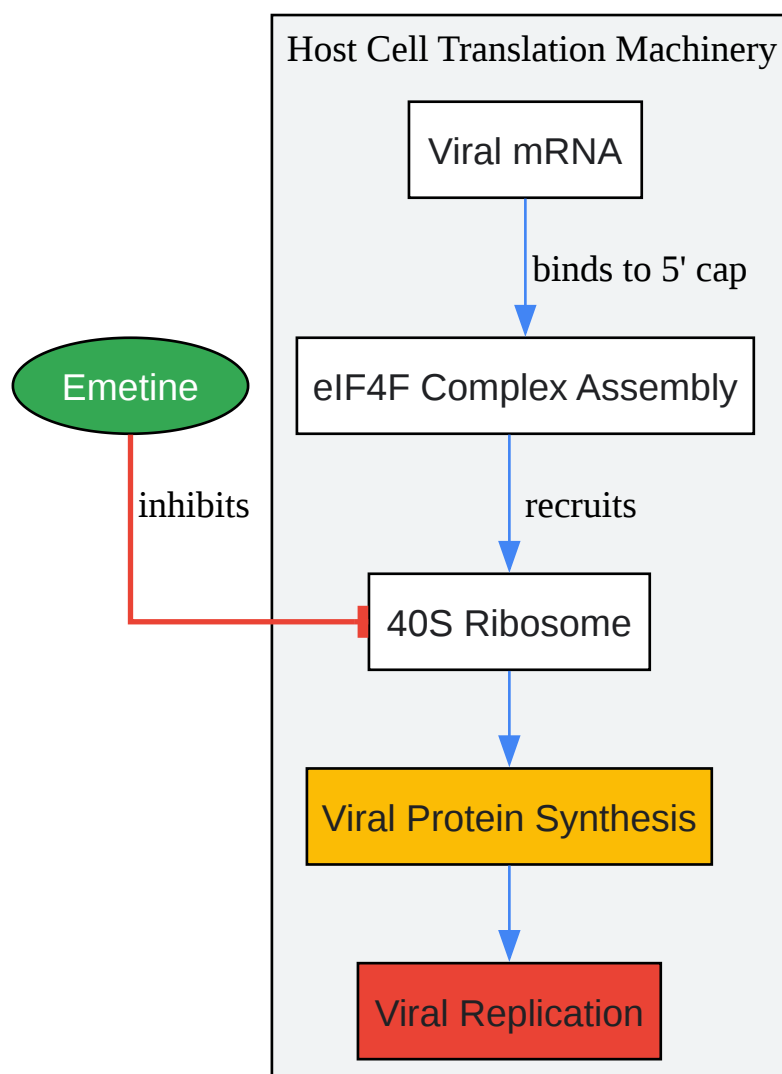 Host Cell Translation Machinery
Viral mRNA
binds to 5' cap
Emetine
eIF4F Complex Assembly
inhibits
recruits
40S Ribosome
Viral Protein Synthesis
Viral Replication